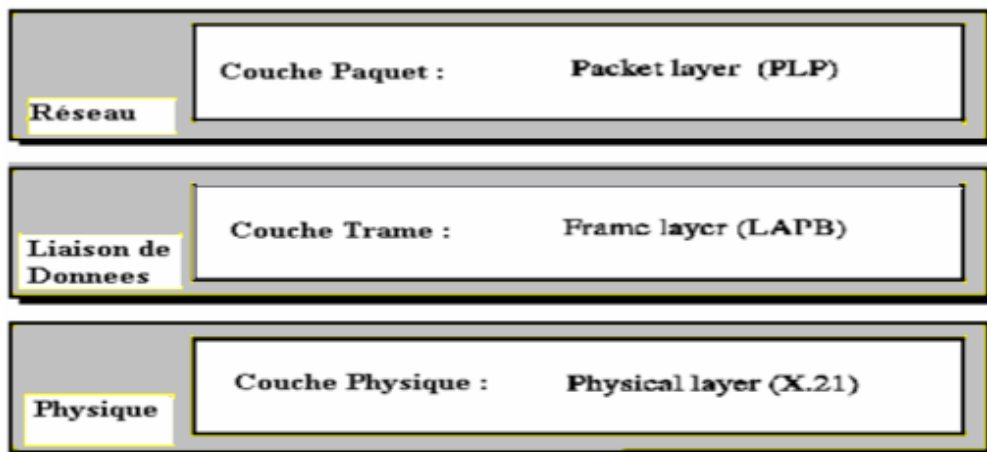 Couche Paquet : Packet layer (PLP)
Réseau
Couche Trame : Frame layer (LAPB)
Liaison de
Donnees
Couche Physique : Physical layer (X.21)
Physique